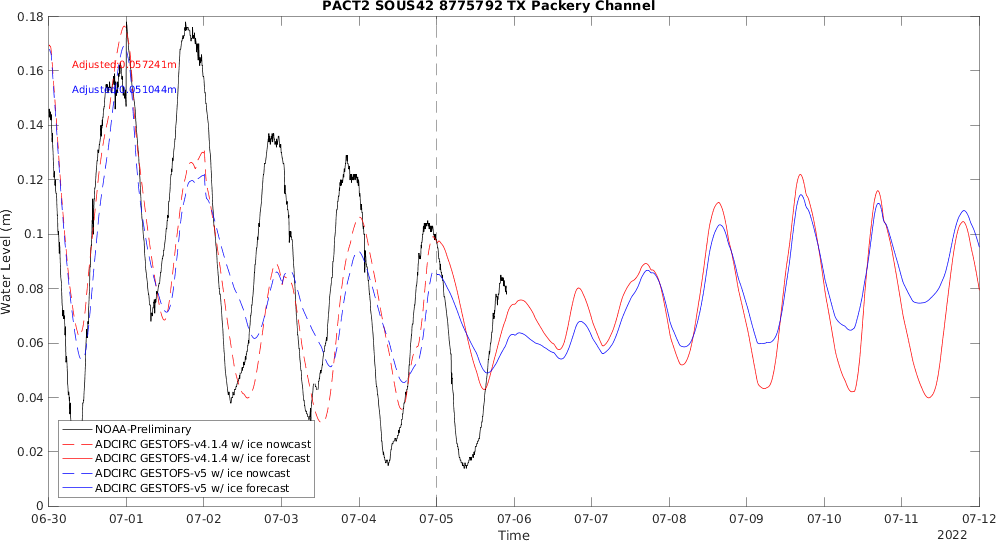 PACT2 SOUS42 8775792 TX Packery Channel
0.18
0.16
0.14
0.12
0.1
0.08
0.06
0.04
0.02
0
Water Level (m)
Adjusted:0.057241m
Adjusted:0.051044m
NOAA-Preliminary
ADCIRC GESTOFS-v4.1.4 w/ ice nowcast
ADCIRC GESTOFS-v4.1.4 w/ ice forecast
ADCIRC GESTOFS-v5 w/ ice nowcast
ADCIRC GESTOFS-v5 w/ ice forecast
06-30 07-01 07-02 07-03 07-04 07-05 07-06 07-07 07-08 07-09 07-10 07-11 07-12
Time
2022